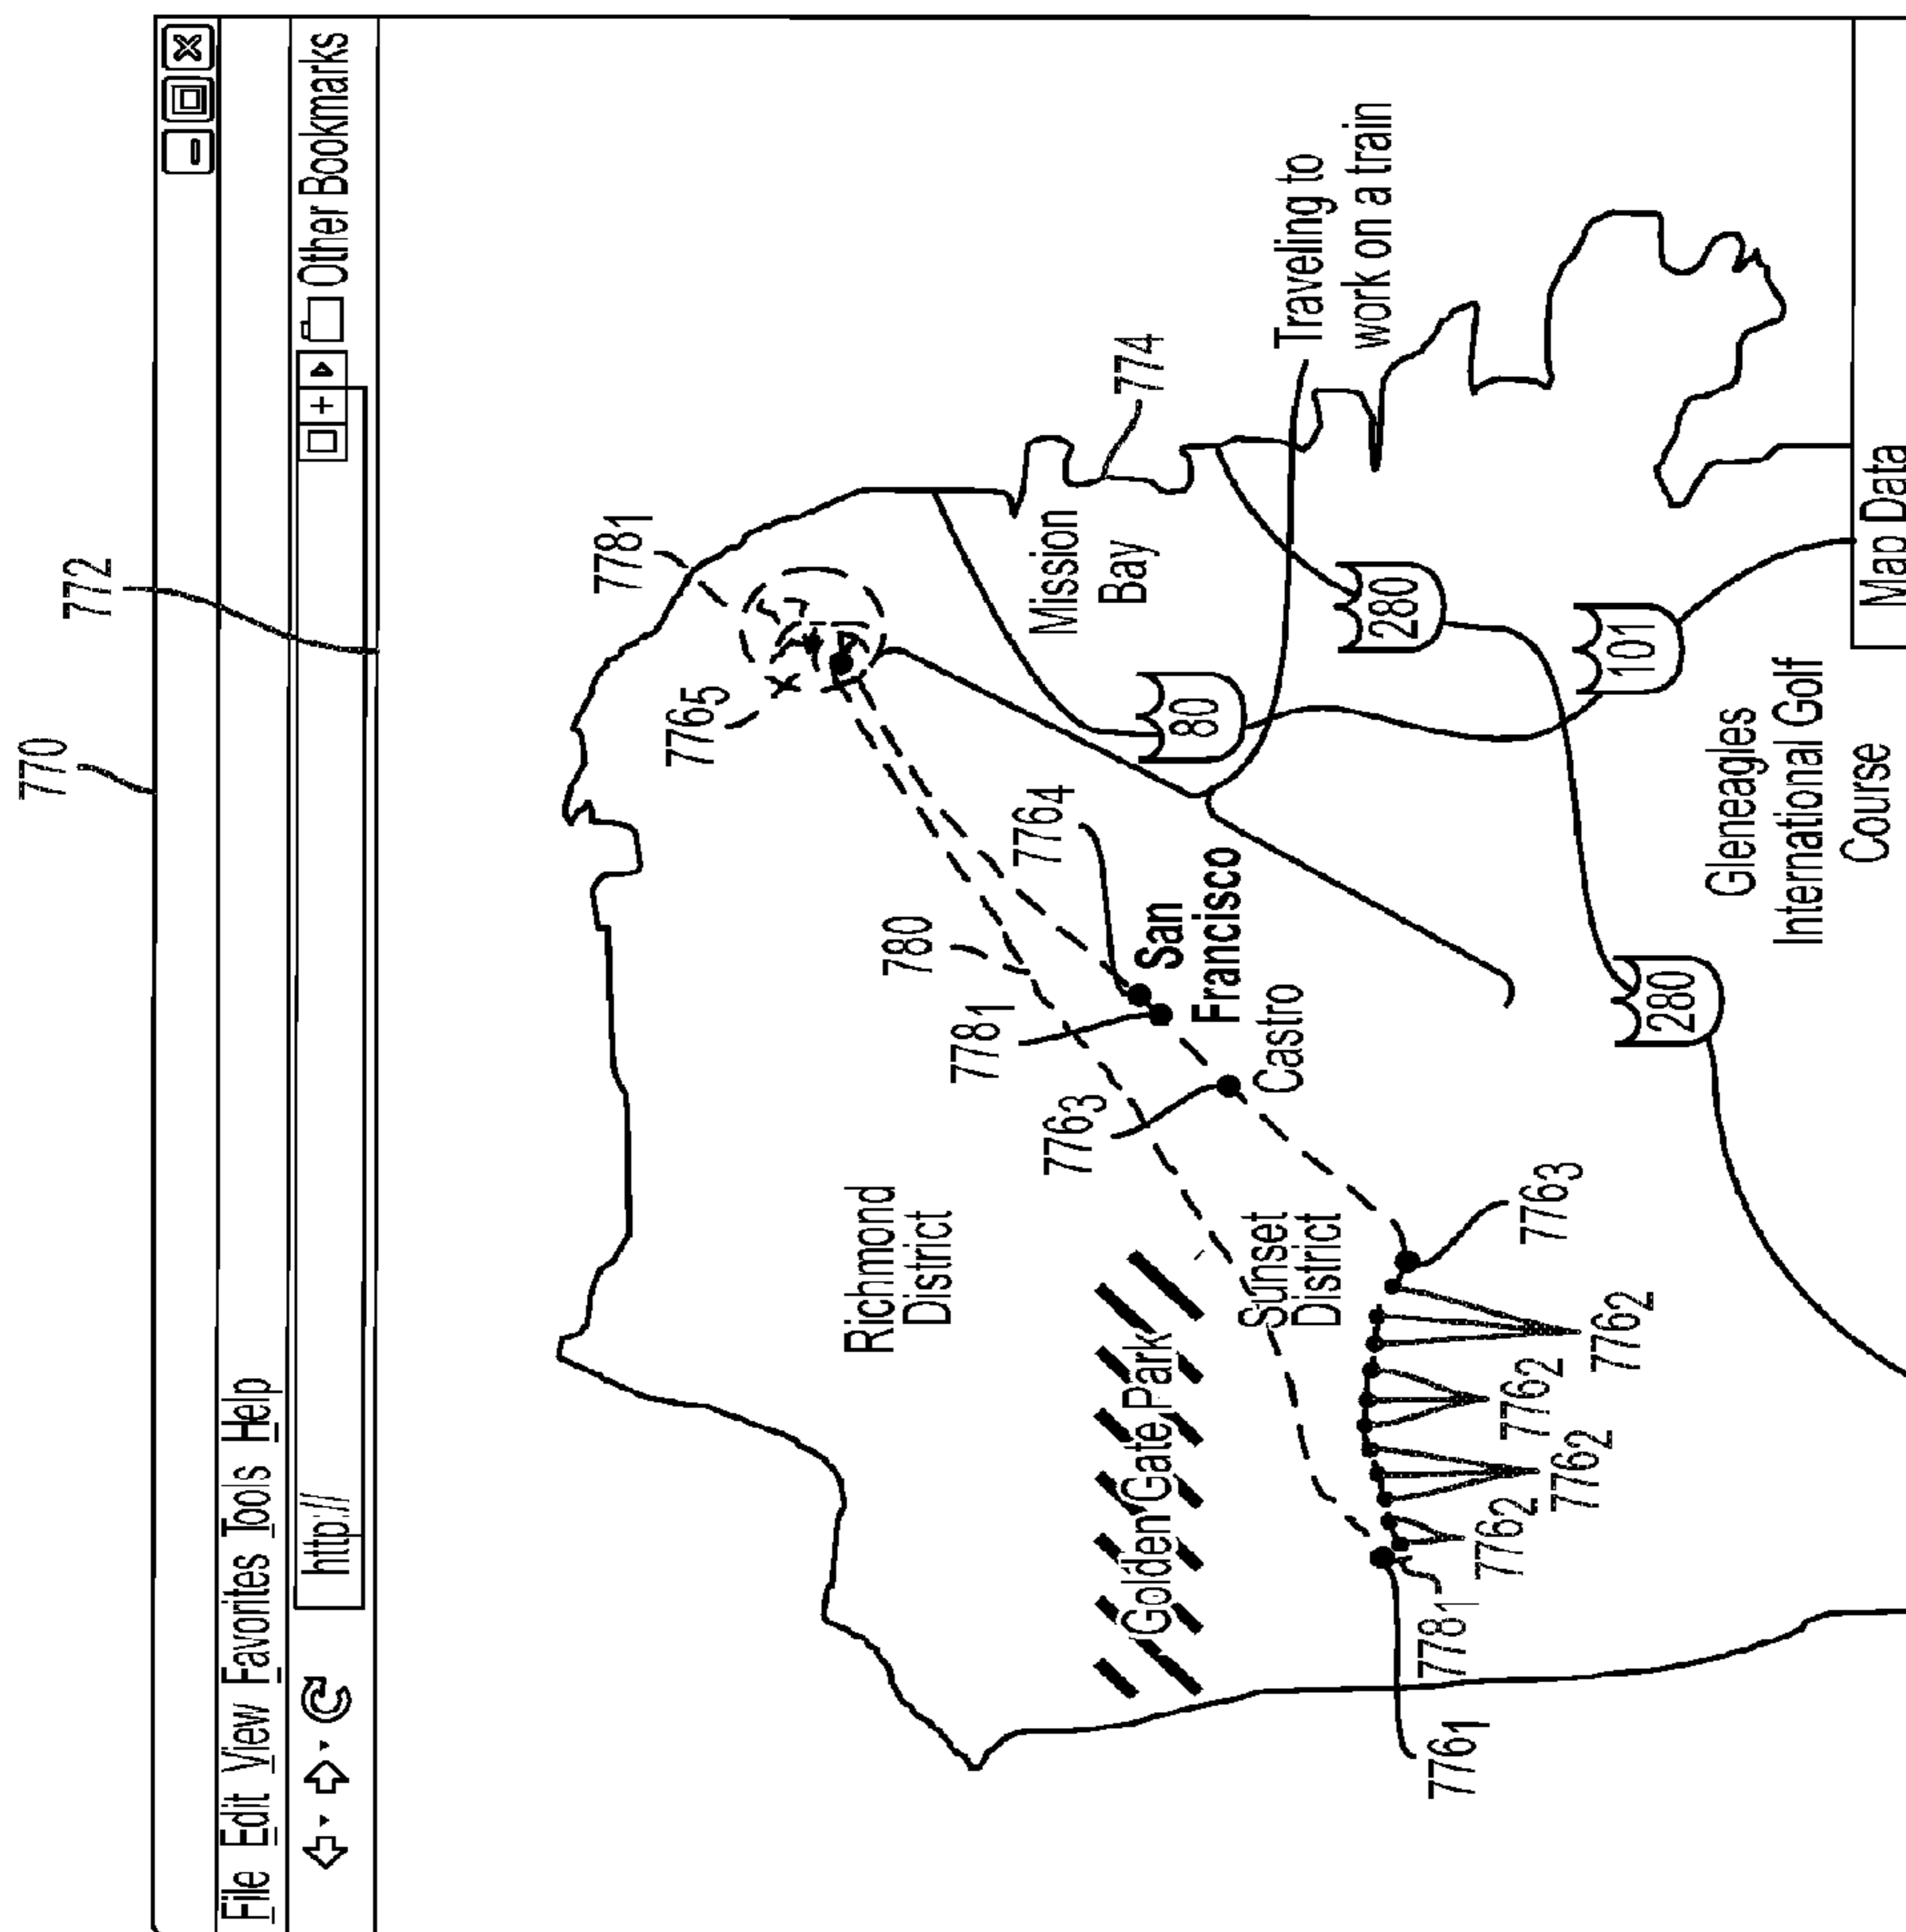 770
772
File Edit View Favorites Tools Help
http://
Other Bookmarks
7781
7765
774
Mission
Bay
Traveling to
work on a train
780
7764
7781
San
Francisco
7763
Castro
80
280
101
Richmond
District
Golden Gate Park
Sunset
District
7763
7762
7762
7762
7762
7781
7761
280
Gleneagles
International Golf
Course
Map Data